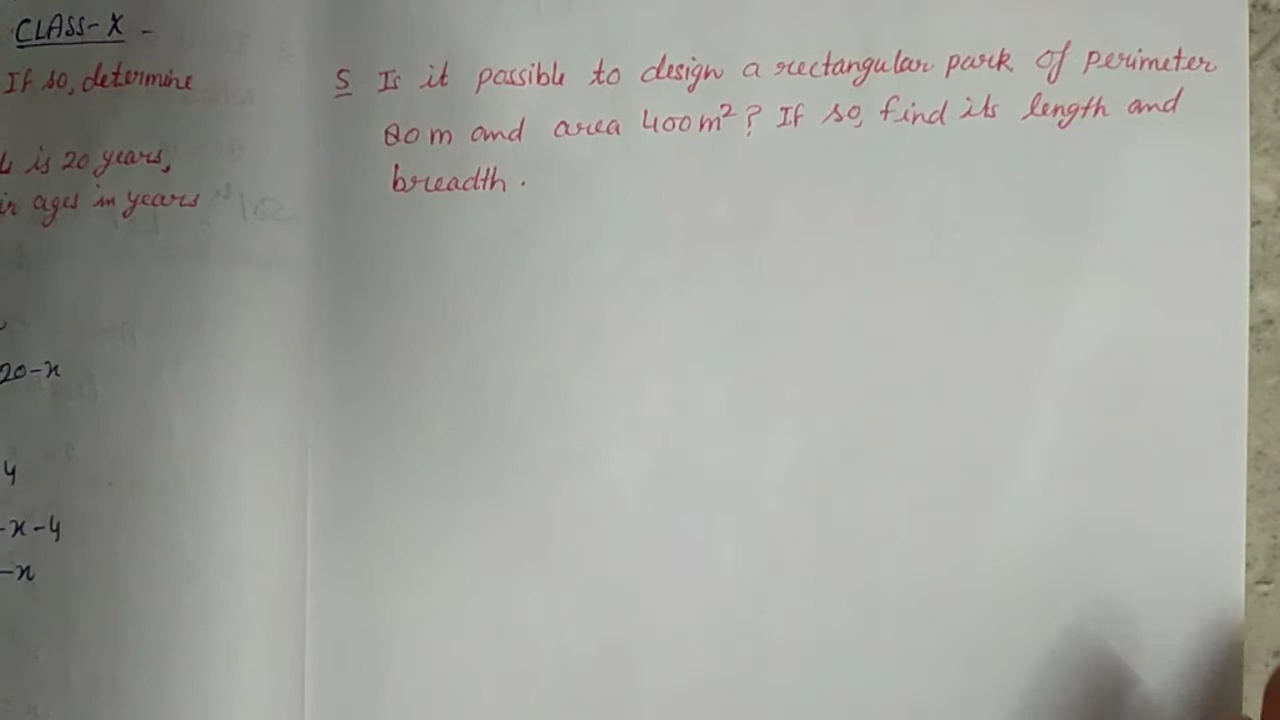 CLASS-X -
If so, determine
is 20 years,
ages in years
20-x
4
-x-4
-x
5 Is it possible to design a rectangular park of perimeter
80 m and area 400 m²? If so, find its length and
breadth.